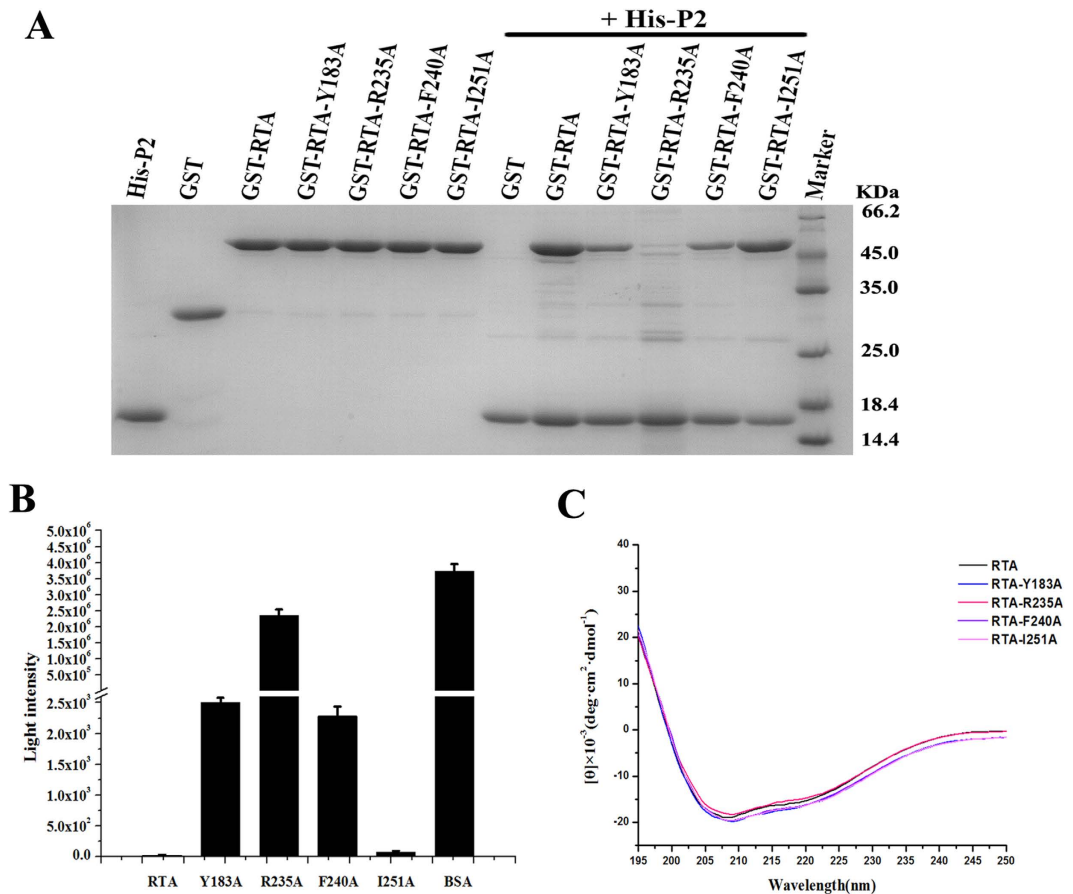 A
+ His-P2
His-P2
GST
GST-RTA
GST-RTA-Y183A
GST-RTA-R235A
GST-RTA-F240A
GST-RTA-I251A
GST
GST-RTA
GST-RTA-Y183A
GST-RTA-R235A
GST-RTA-F240A
GST-RTA-I251A
Marker
KDa
66.2
45.0
35.0
25.0
18.4
14.4
B
Light intensity
5.0x10⁶
4.5x10⁶
4.0x10⁶
3.5x10⁶
3.0x10⁶
2.5x10⁶
2.0x10⁶
1.5x10⁶
1.0x10⁶
5.0x10⁵
2.5x10³
2.0x10³
1.5x10³
1.0x10³
5.0x10²
0.0
RTA Y183A R235A F240A I251A BSA
C
[θ]×10⁻³(deg·cm²·dmol⁻¹)
40
30
20
10
0
-10
-20
195 200 205 210 215 220 225 230 235 240 245 250
Wavelength(nm)
RTA
RTA-Y183A
RTA-R235A
RTA-F240A
RTA-I251A